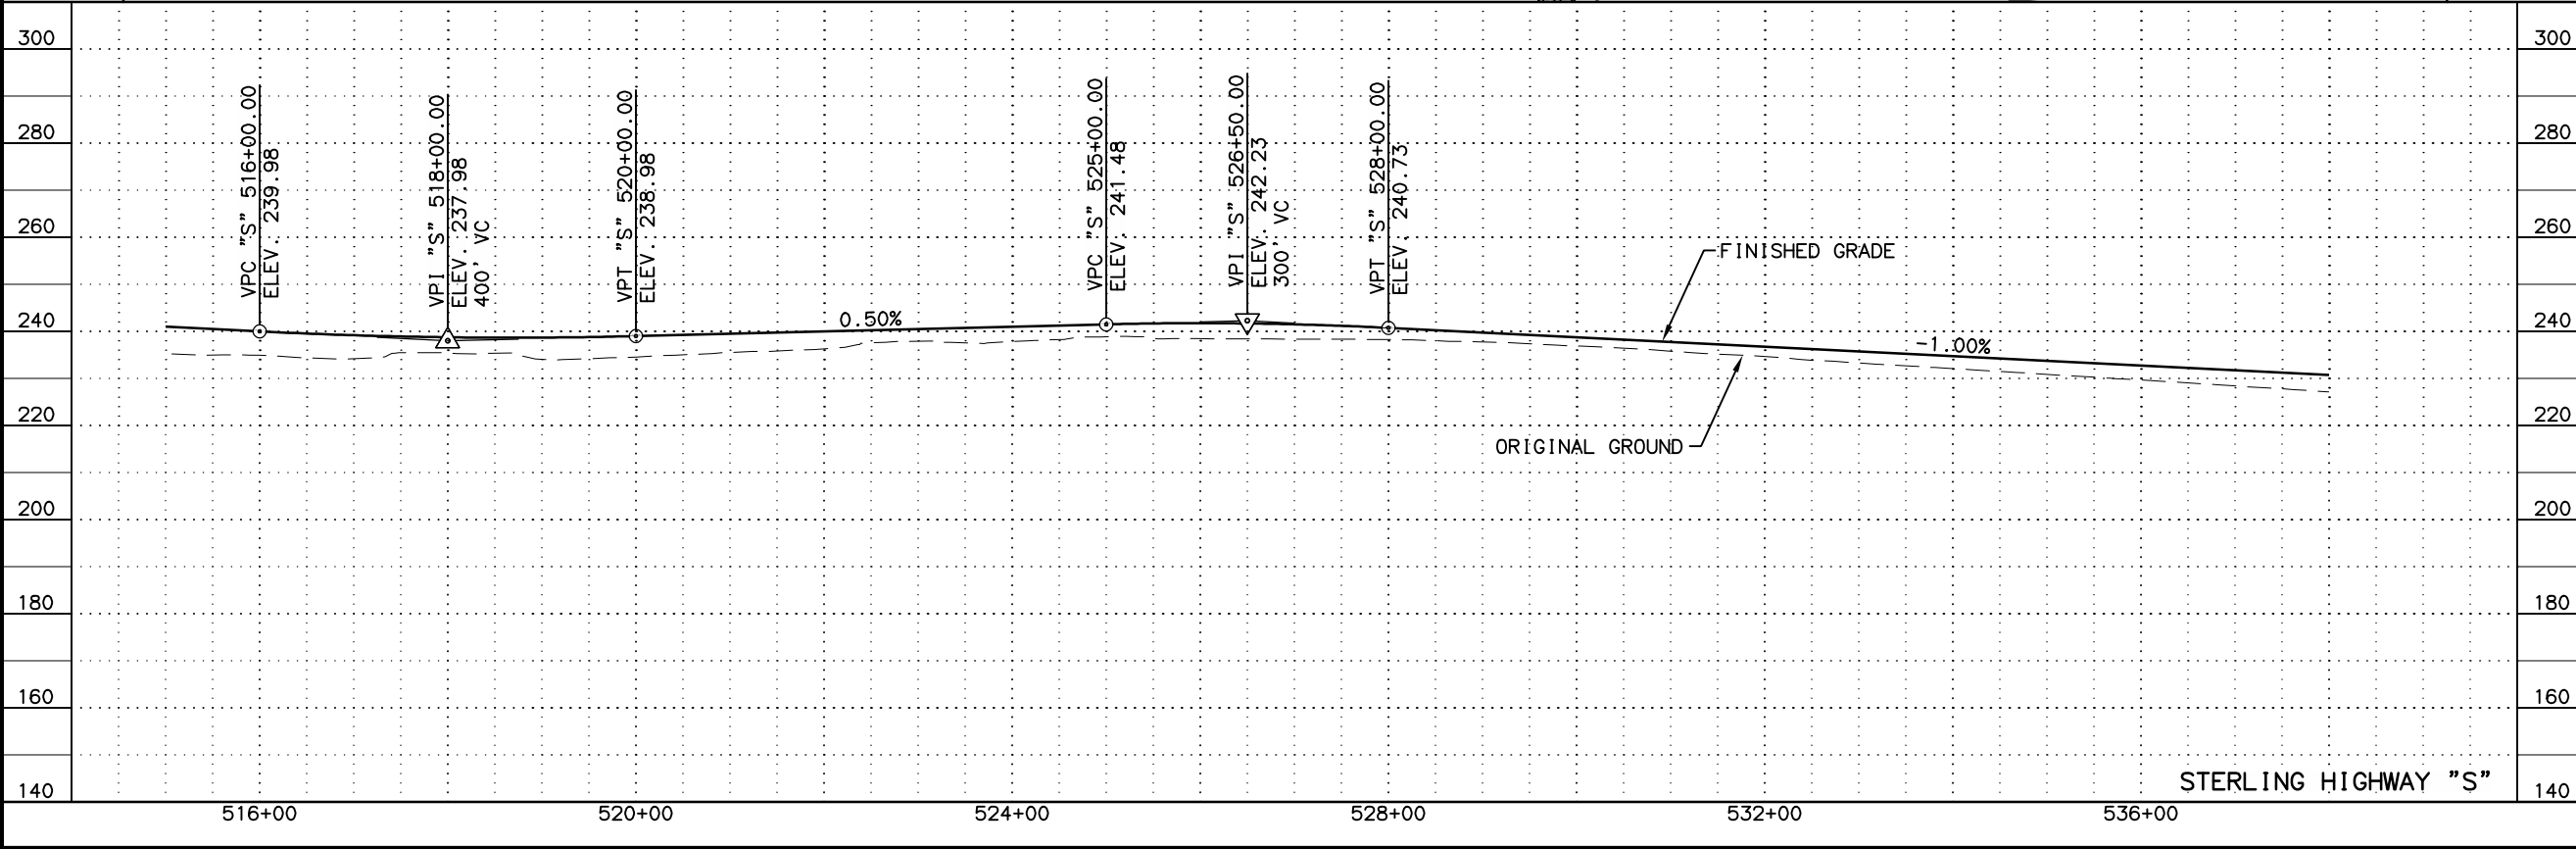 300
280
260
240
220
200
180
160
140
300
280
260
240
220
200
180
160
140
VPC "S" 516+00.00
ELEV. 239.98
VPI "S" 518+00.00
ELEV. 237.98
400' VC
VPT "S" 520+00.00
ELEV. 238.98
VPC "S" 525+00.00
ELEV. 241.48
VPI "S" 526+50.00
ELEV. 242.23
300' VC
VPT "S" 528+00.00
ELEV. 240.73
0.50%
FINISHED GRADE
-1.00%
ORIGINAL GROUND
STERLING HIGHWAY "S"
516+00
520+00
524+00
528+00
532+00
536+00